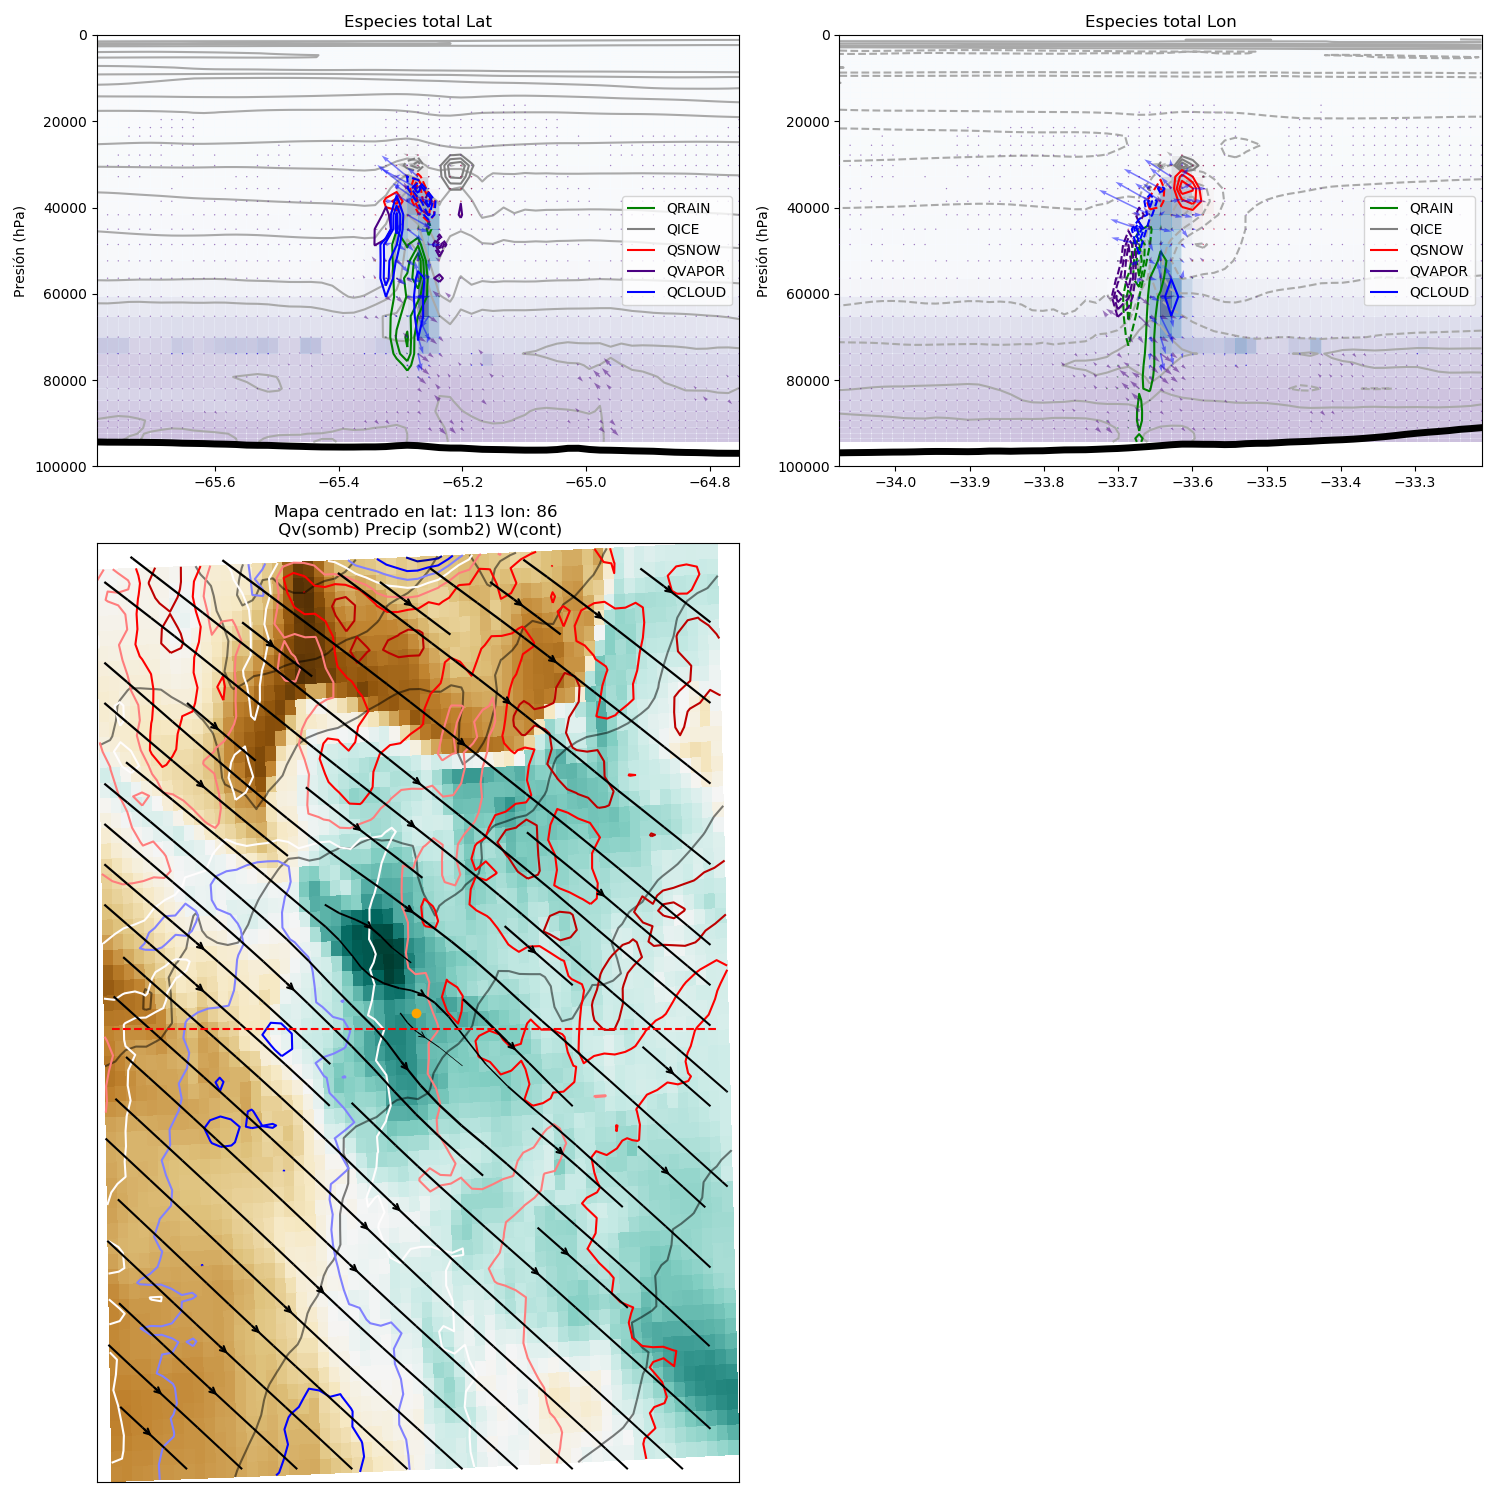 Especies total Lat
Presión (hPa)
0
20000
40000
60000
80000
100000
QRAIN
QICE
QSNOW
QVAPOR
QCLOUD
−65.6
−65.4
−65.2
−65.0
−64.8
Especies total Lon
Presión (hPa)
0
20000
40000
60000
80000
100000
QRAIN
QICE
QSNOW
QVAPOR
QCLOUD
−34.0
−33.9
−33.8
−33.7
−33.6
−33.5
−33.4
−33.3
Mapa centrado en lat: 113 lon: 86
Qv(somb) Precip (somb2) W(cont)